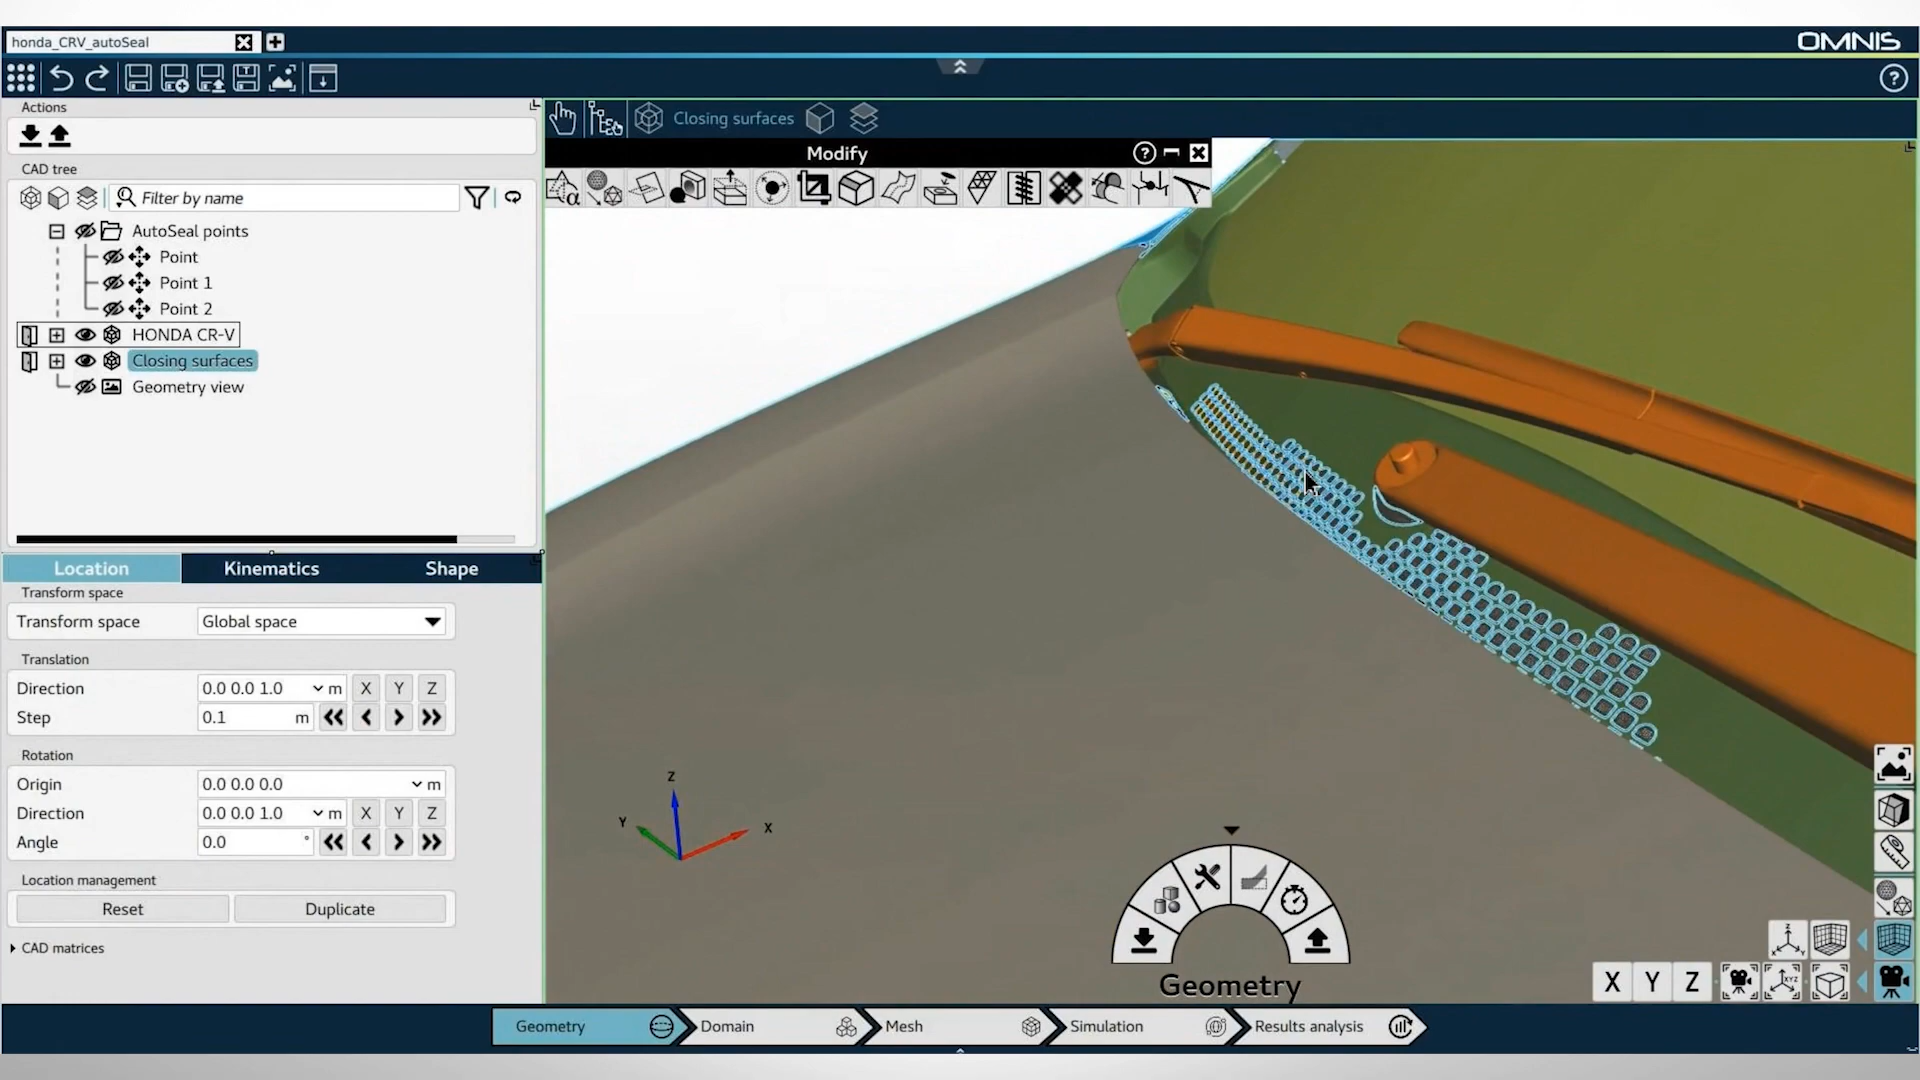 honda_CRV_autoSeal
OMNIS
Actions
Closing surfaces
Modify
CAD tree
Filter by name
AutoSeal points
Point
Point 1
Point 2
HONDA CR-V
Closing surfaces
Geometry view
Location Kinematics Shape
Transform space
Transform space Global space
Translation
Direction 0.0 0.0 1.0 m X Y Z
Step 0.1 m
Rotation
Origin 0.0 0.0 0.0 m
Direction 0.0 0.0 1.0 m X Y Z
Angle 0.0 °
Location management
Reset Duplicate
CAD matrices
Z
Y
X
Geometry
X Y Z
Geometry Domain Mesh Simulation Results analysis